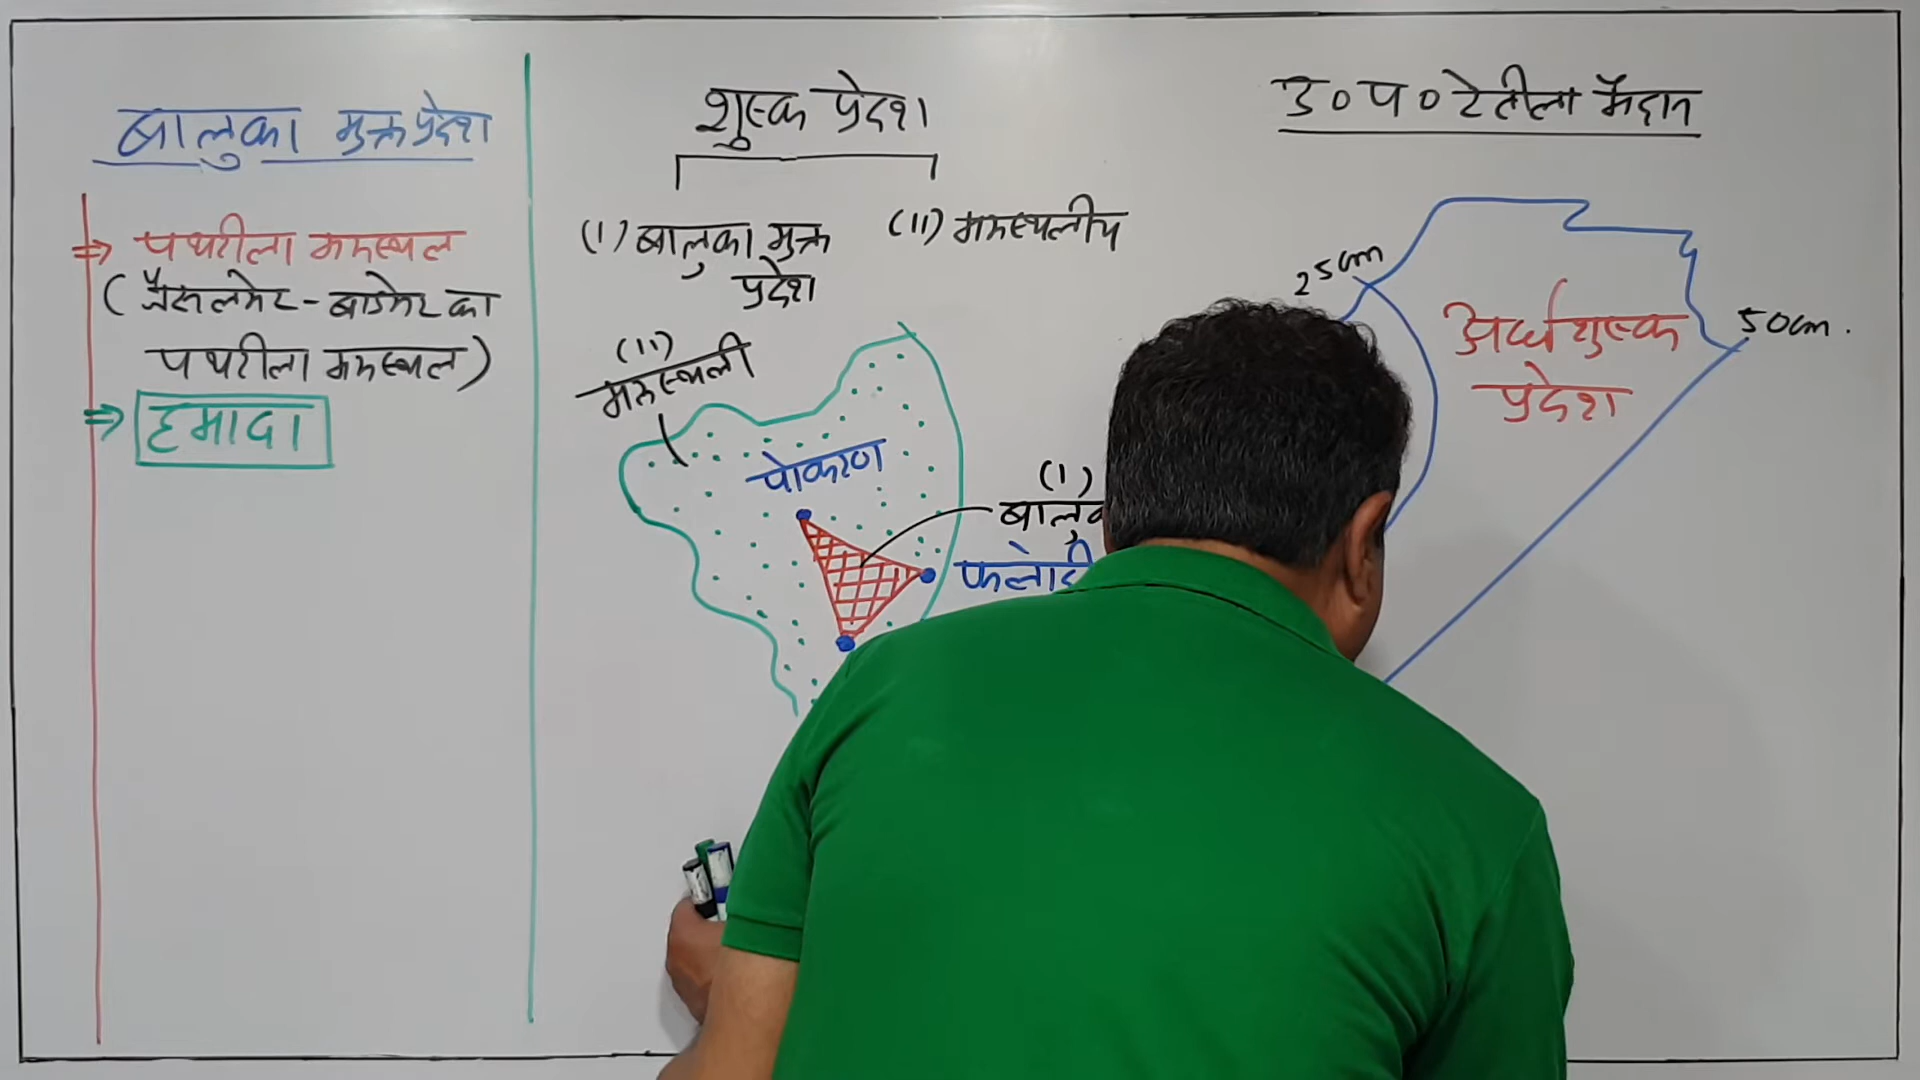 बालुका मुक्त प्रदेश
⇒ पथरीला मरुस्थल
(जैसलमेर-बाडमेर का
पथरीला मरुस्थल)
⇒ हमादा
शुष्क प्रदेश
(I) बालुका मुक्त
प्रदेश
(II) मरुस्थलीय
(II)
मरुस्थली
पोकरण
(I)
फलोदी
उ० प० रेतीला मैदान
25cm
50cm.
अर्धशुष्क
प्रदेश